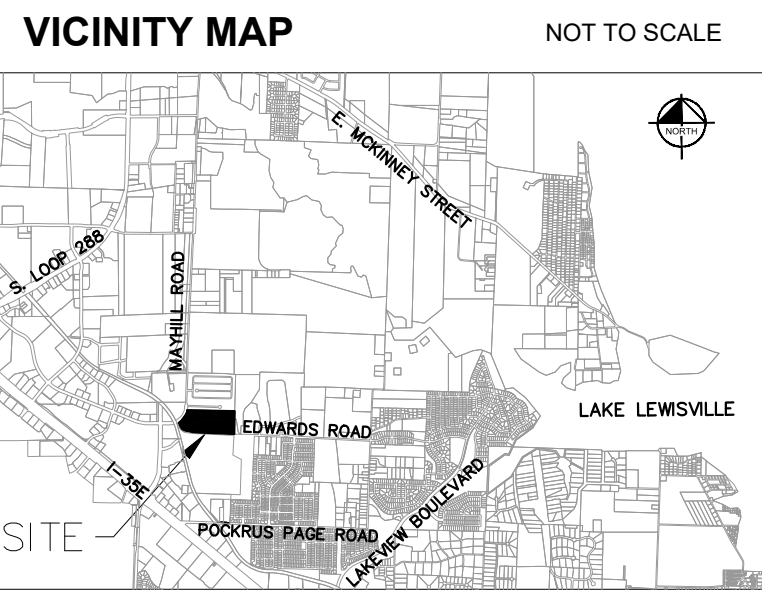 VICINITY MAP
NOT TO SCALE
NORTH
E. MCKINNEY STREET
S. LOOP 288
MAYHILL ROAD
LAKE LEWISVILLE
EDWARDS ROAD
I-35E
LAKEVIEW BOULEVARD
SITE
POCKRUS PAGE ROAD